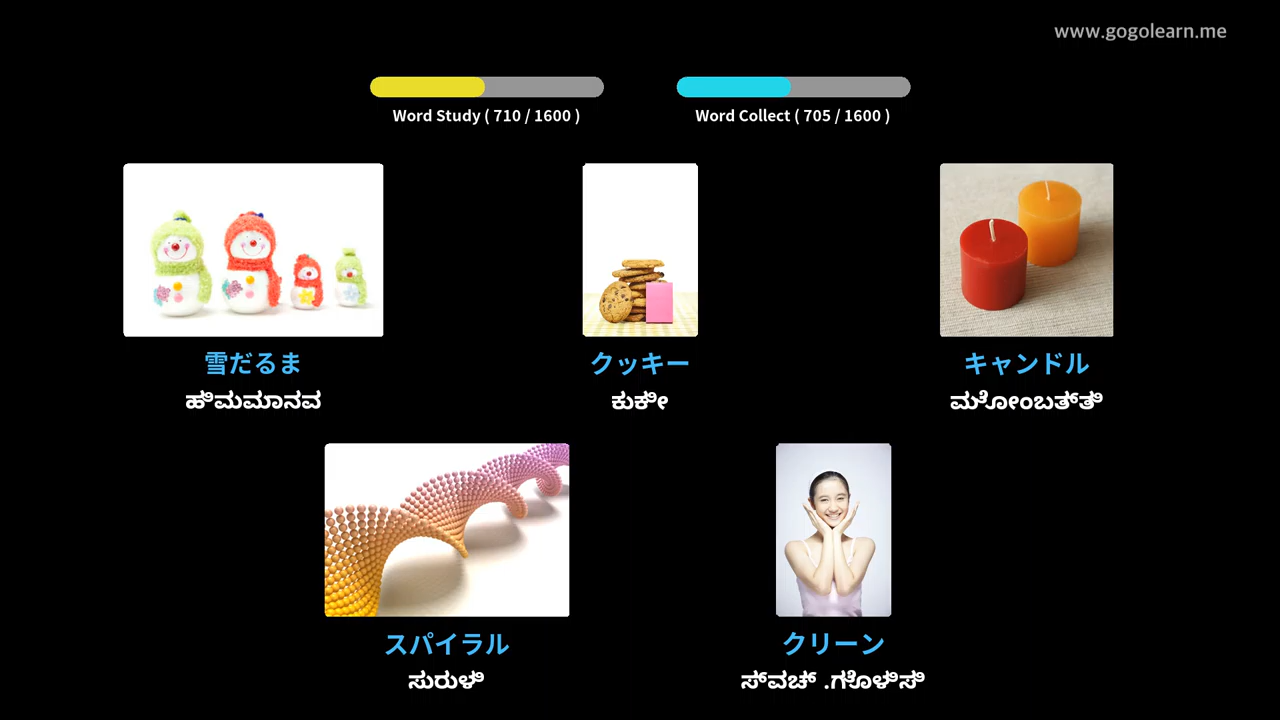 www.gogolearn.me
Word Study ( 710 / 1600 )
Word Collect ( 705 / 1600 )
雪だるま
ಹಿಮಮಾನವ
クッキー
ಕುಕೀ
キャンドル
ಮೋಂಬತ್ತಿ
スパイラル
ಸುರುಳಿ
クリーン
ಸ್ವಚ್ .ಗೊಳಿಸಿ